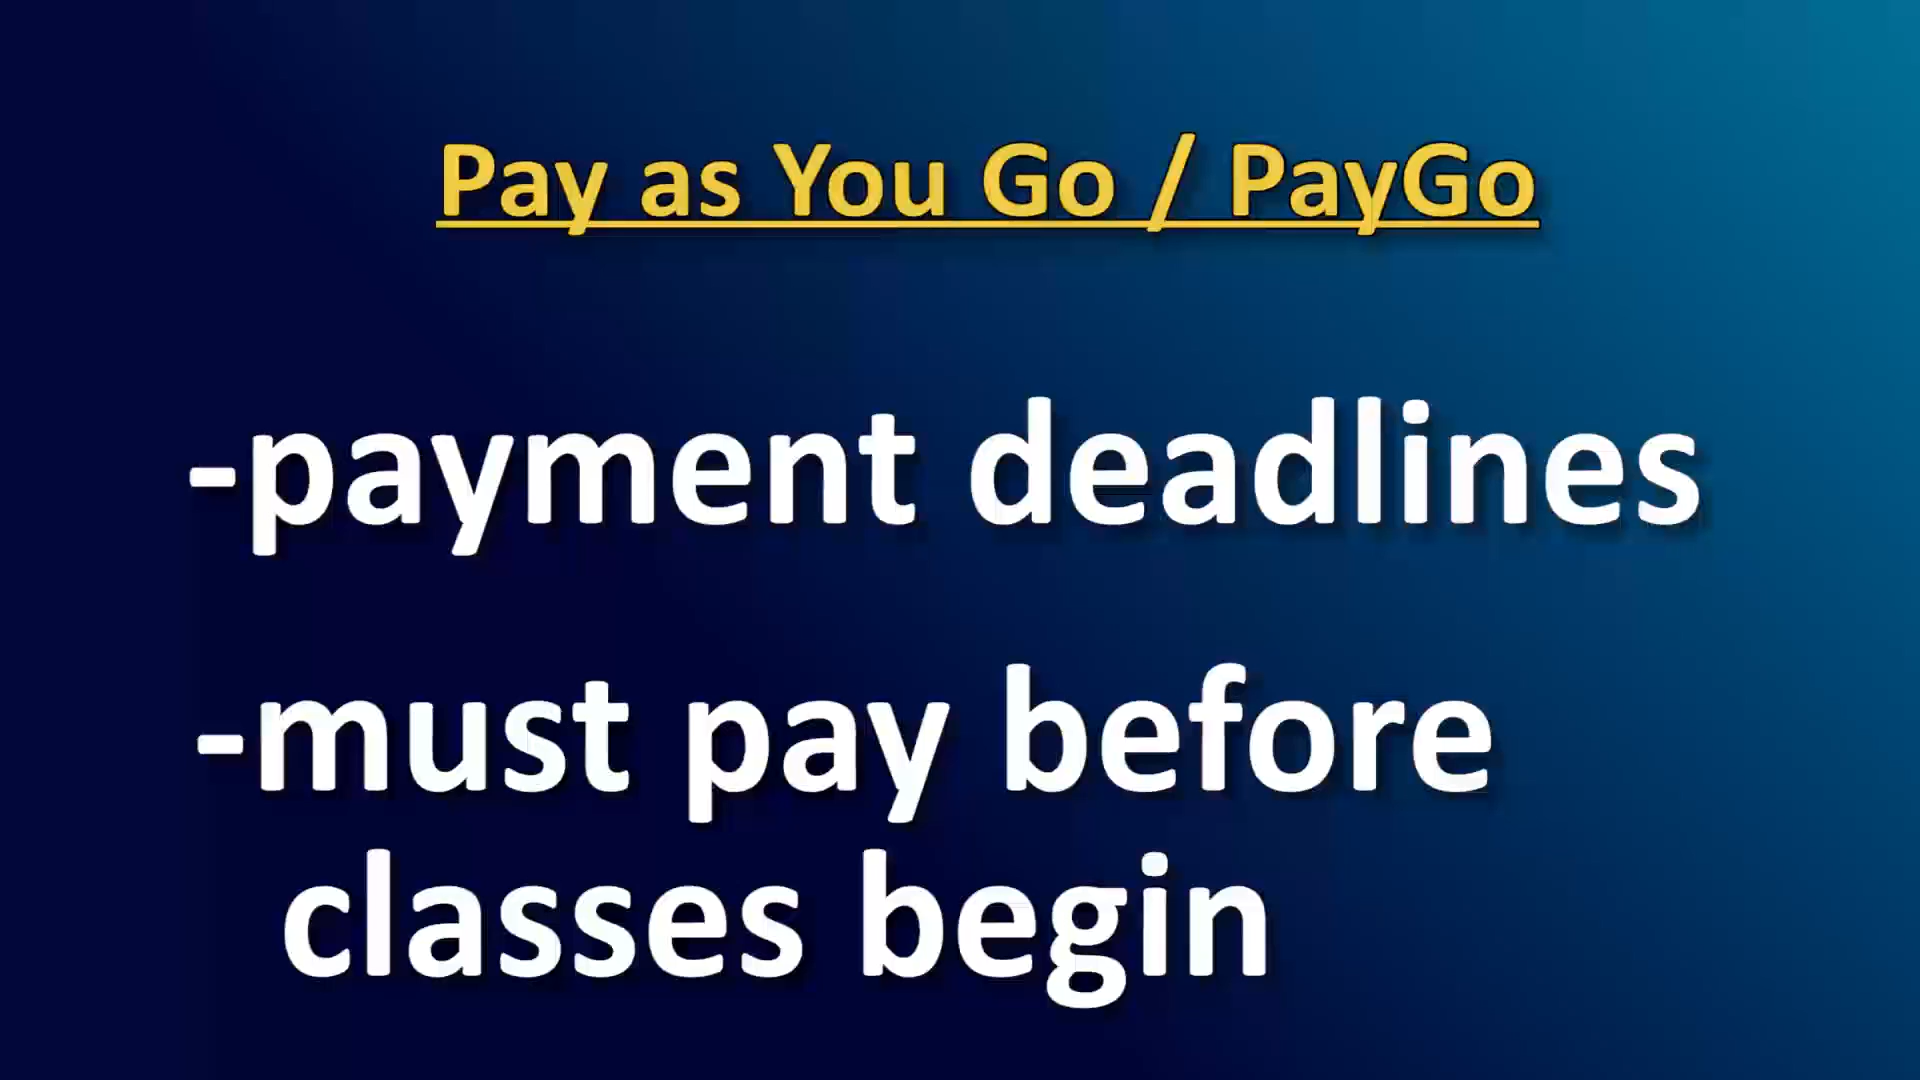 Pay as You Go / PayGo
-payment deadlines
-must pay before
classes begin